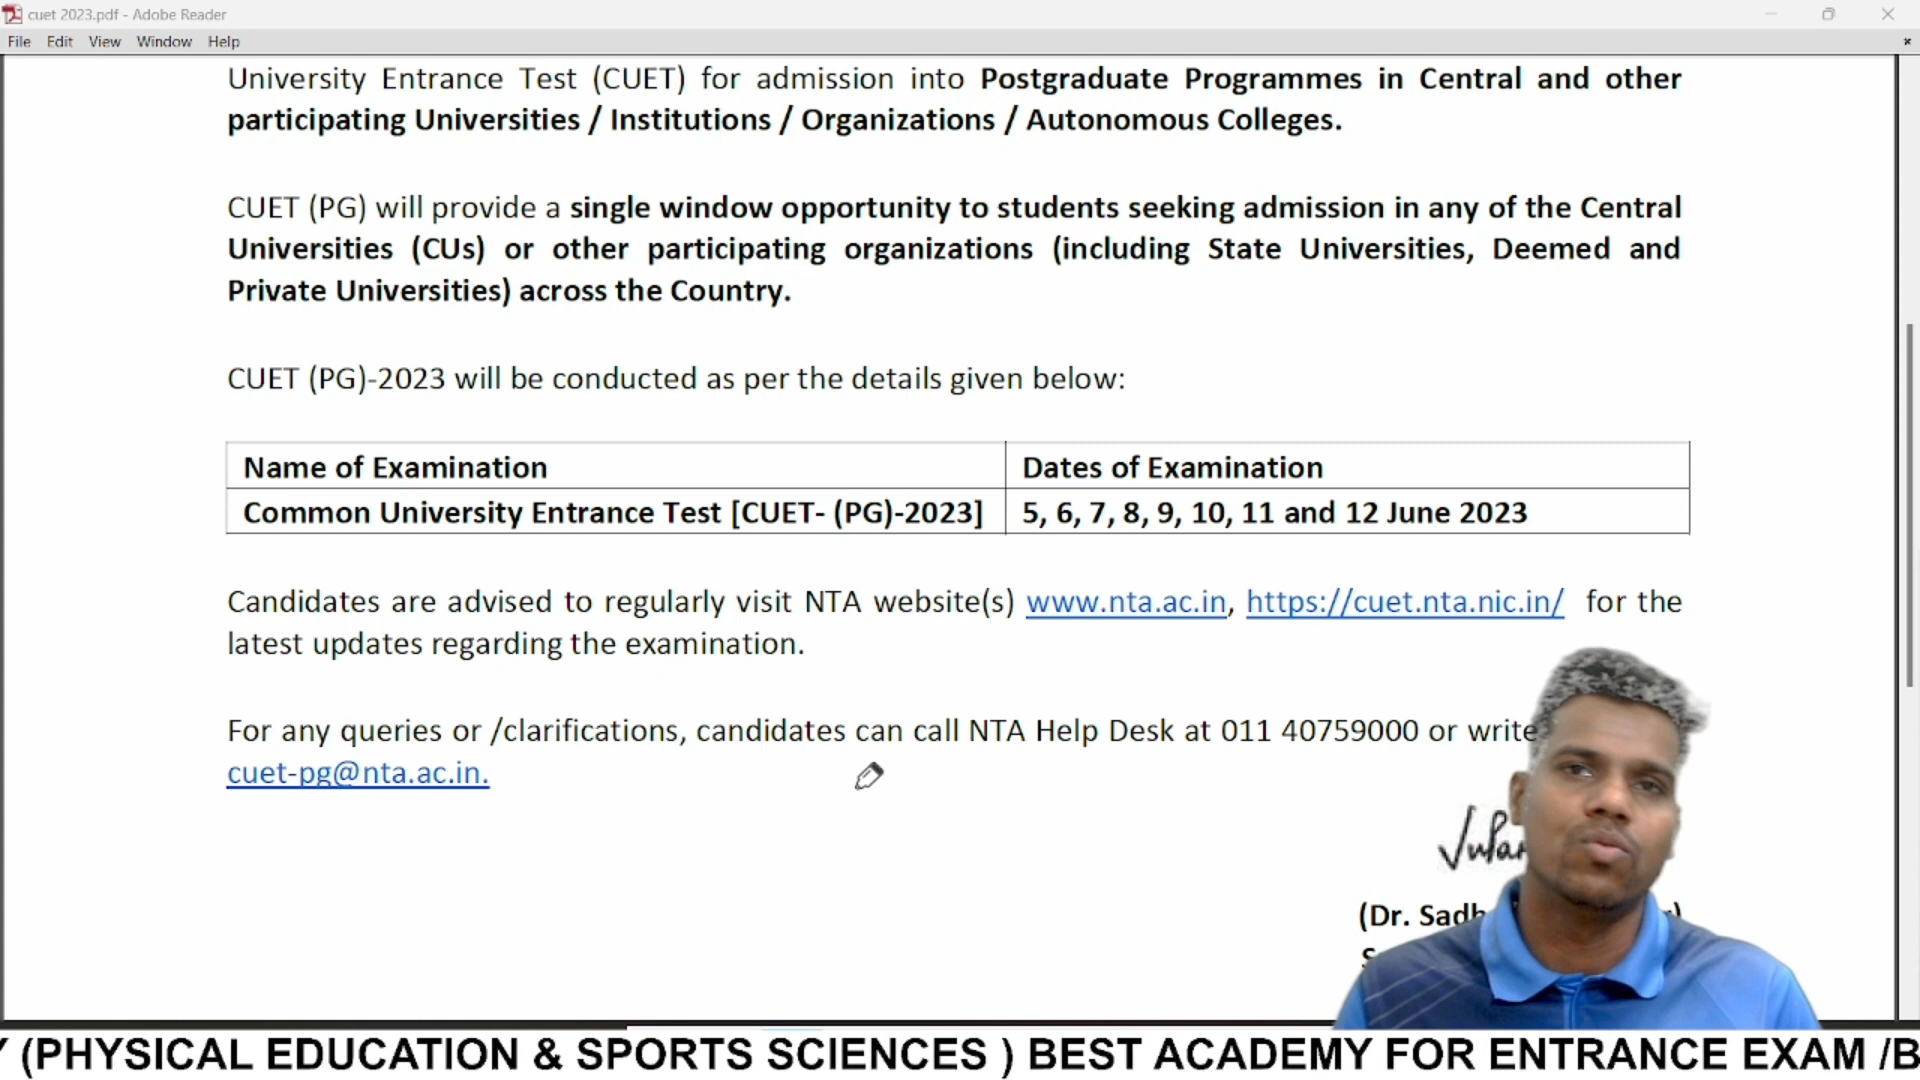 cuet 2023.pdf - Adobe Reader
File Edit View Window Help
University Entrance Test (CUET) for admission into Postgraduate Programmes in Central and other
participating Universities / Institutions / Organizations / Autonomous Colleges.
CUET (PG) will provide a single window opportunity to students seeking admission in any of the Central
Universities (CUs) or other participating organizations (including State Universities, Deemed and
Private Universities) across the Country.
CUET (PG)-2023 will be conducted as per the details given below:
Name of Examination Dates of Examination
Common University Entrance Test [CUET- (PG)-2023] 5, 6, 7, 8, 9, 10, 11 and 12 June 2023
Candidates are advised to regularly visit NTA website(s) www.nta.ac.in, https://cuet.nta.nic.in/ for the
latest updates regarding the examination.
For any queries or /clarifications, candidates can call NTA Help Desk at 011 40759000 or write
cuet-pg@nta.ac.in.
(Dr.
(PHYSICAL EDUCATION & SPORTS SCIENCES ) BEST ACADEMY FOR ENTRANCE EXAM /B